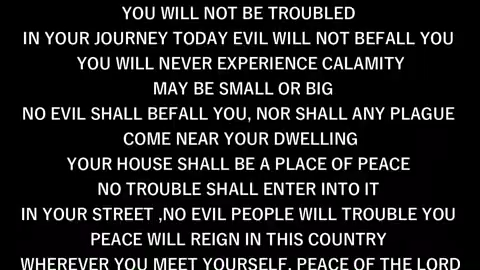 YOU WILL NOT BE TROUBLED
IN YOUR JOURNEY TODAY EVIL WILL NOT BEFALL YOU
YOU WILL NEVER EXPERIENCE CALAMITY
MAY BE SMALL OR BIG
NO EVIL SHALL BEFALL YOU, NOR SHALL ANY PLAGUE
COME NEAR YOUR DWELLING
YOUR HOUSE SHALL BE A PLACE OF PEACE
NO TROUBLE SHALL ENTER INTO IT
IN YOUR STREET ,NO EVIL PEOPLE WILL TROUBLE YOU
PEACE WILL REIGN IN THIS COUNTRY
WHEREVER YOU MEET YOURSELF, PEACE OF THE LORD